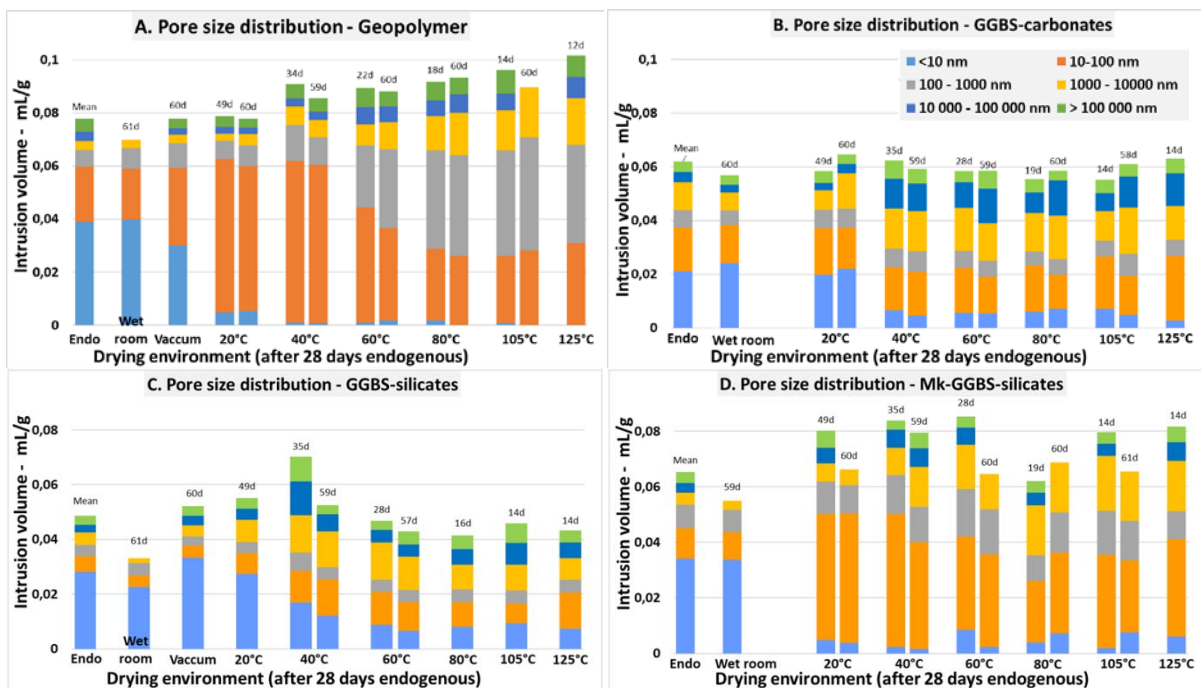 A. Pore size distribution - Geopolymer
Intrusion volume - mL/g
0,1
0,08
0,06
0,04
0,02
0
Mean
61d
60d
49d
60d
34d
59d
22d
60d
18d
60d
14d
60d
12d
Endo
Wet
room
Vaccum
20°C
40°C
60°C
80°C
105°C
125°C
Drying environment (after 28 days endogenous)
B. Pore size distribution - GGBS-carbonates
<10 nm
10-100 nm
100 - 1000 nm
1000 - 10000 nm
10 000 - 100 000 nm
> 100 000 nm
Intrusion volume - mL/g
0,1
0,08
0,06
0,04
0,02
0
Mean
60d
49d
60d
35d
59d
28d
59d
19d
60d
14d
58d
14d
Endo
Wet room
20°C
40°C
60°C
80°C
105°C
125°C
Drying environment (after 28 days endogenous)
C. Pore size distribution - GGBS-silicates
Intrusion volume - mL/g
0,08
0,06
0,04
0,02
0
Mean
61d
60d
49d
35d
59d
28d
57d
16d
14d
14d
Endo
Wet
room
Vaccum
20°C
40°C
60°C
80°C
105°C
125°C
Drying environment (after 28 days endogenous)
D. Pore size distribution - Mk-GGBS-silicates
Intrusion volume - mL/g
0,08
0,06
0,04
0,02
0
Mean
59d
49d
60d
35d
59d
28d
60d
19d
60d
14d
61d
14d
Endo
Wet room
20°C
40°C
60°C
80°C
105°C
125°C
Drying environment (after 28 days endogenous)